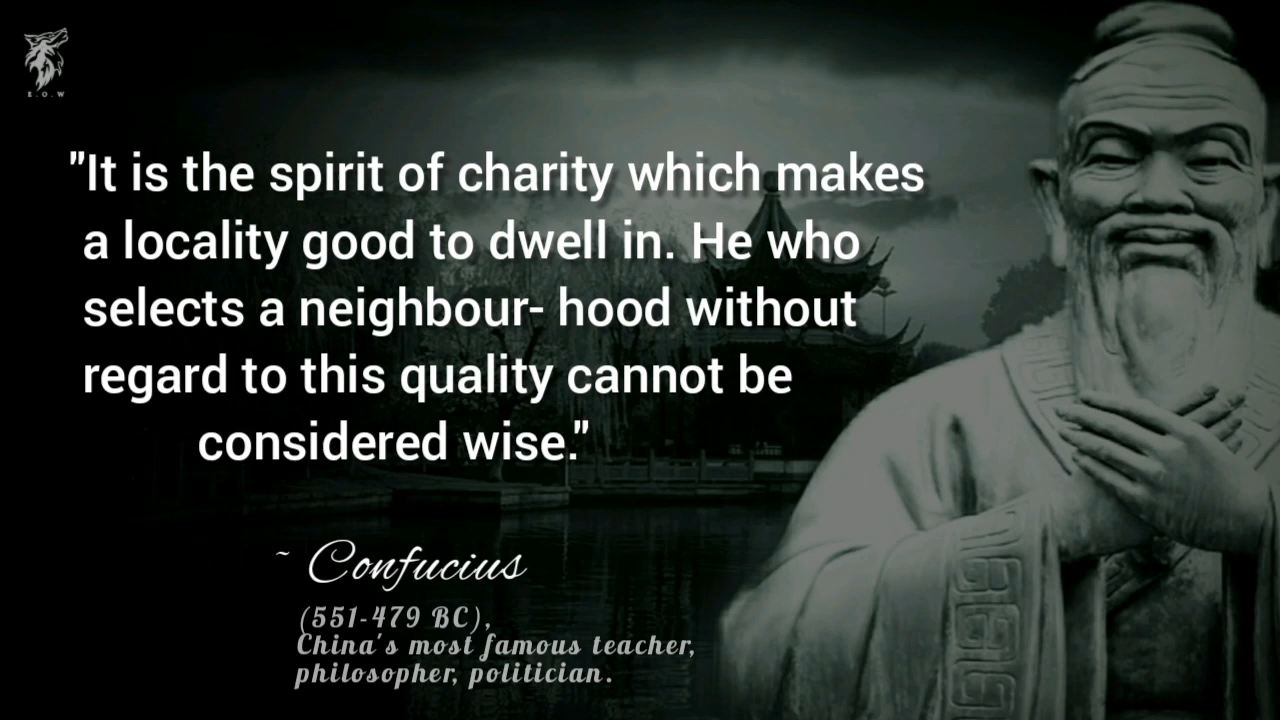 E.O.W
"It is the spirit of charity which makes
a locality good to dwell in. He who
selects a neighbour- hood without
regard to this quality cannot be
considered wise."
~ Confucius
(551-479 BC),
China's most famous teacher,
philosopher, politician.